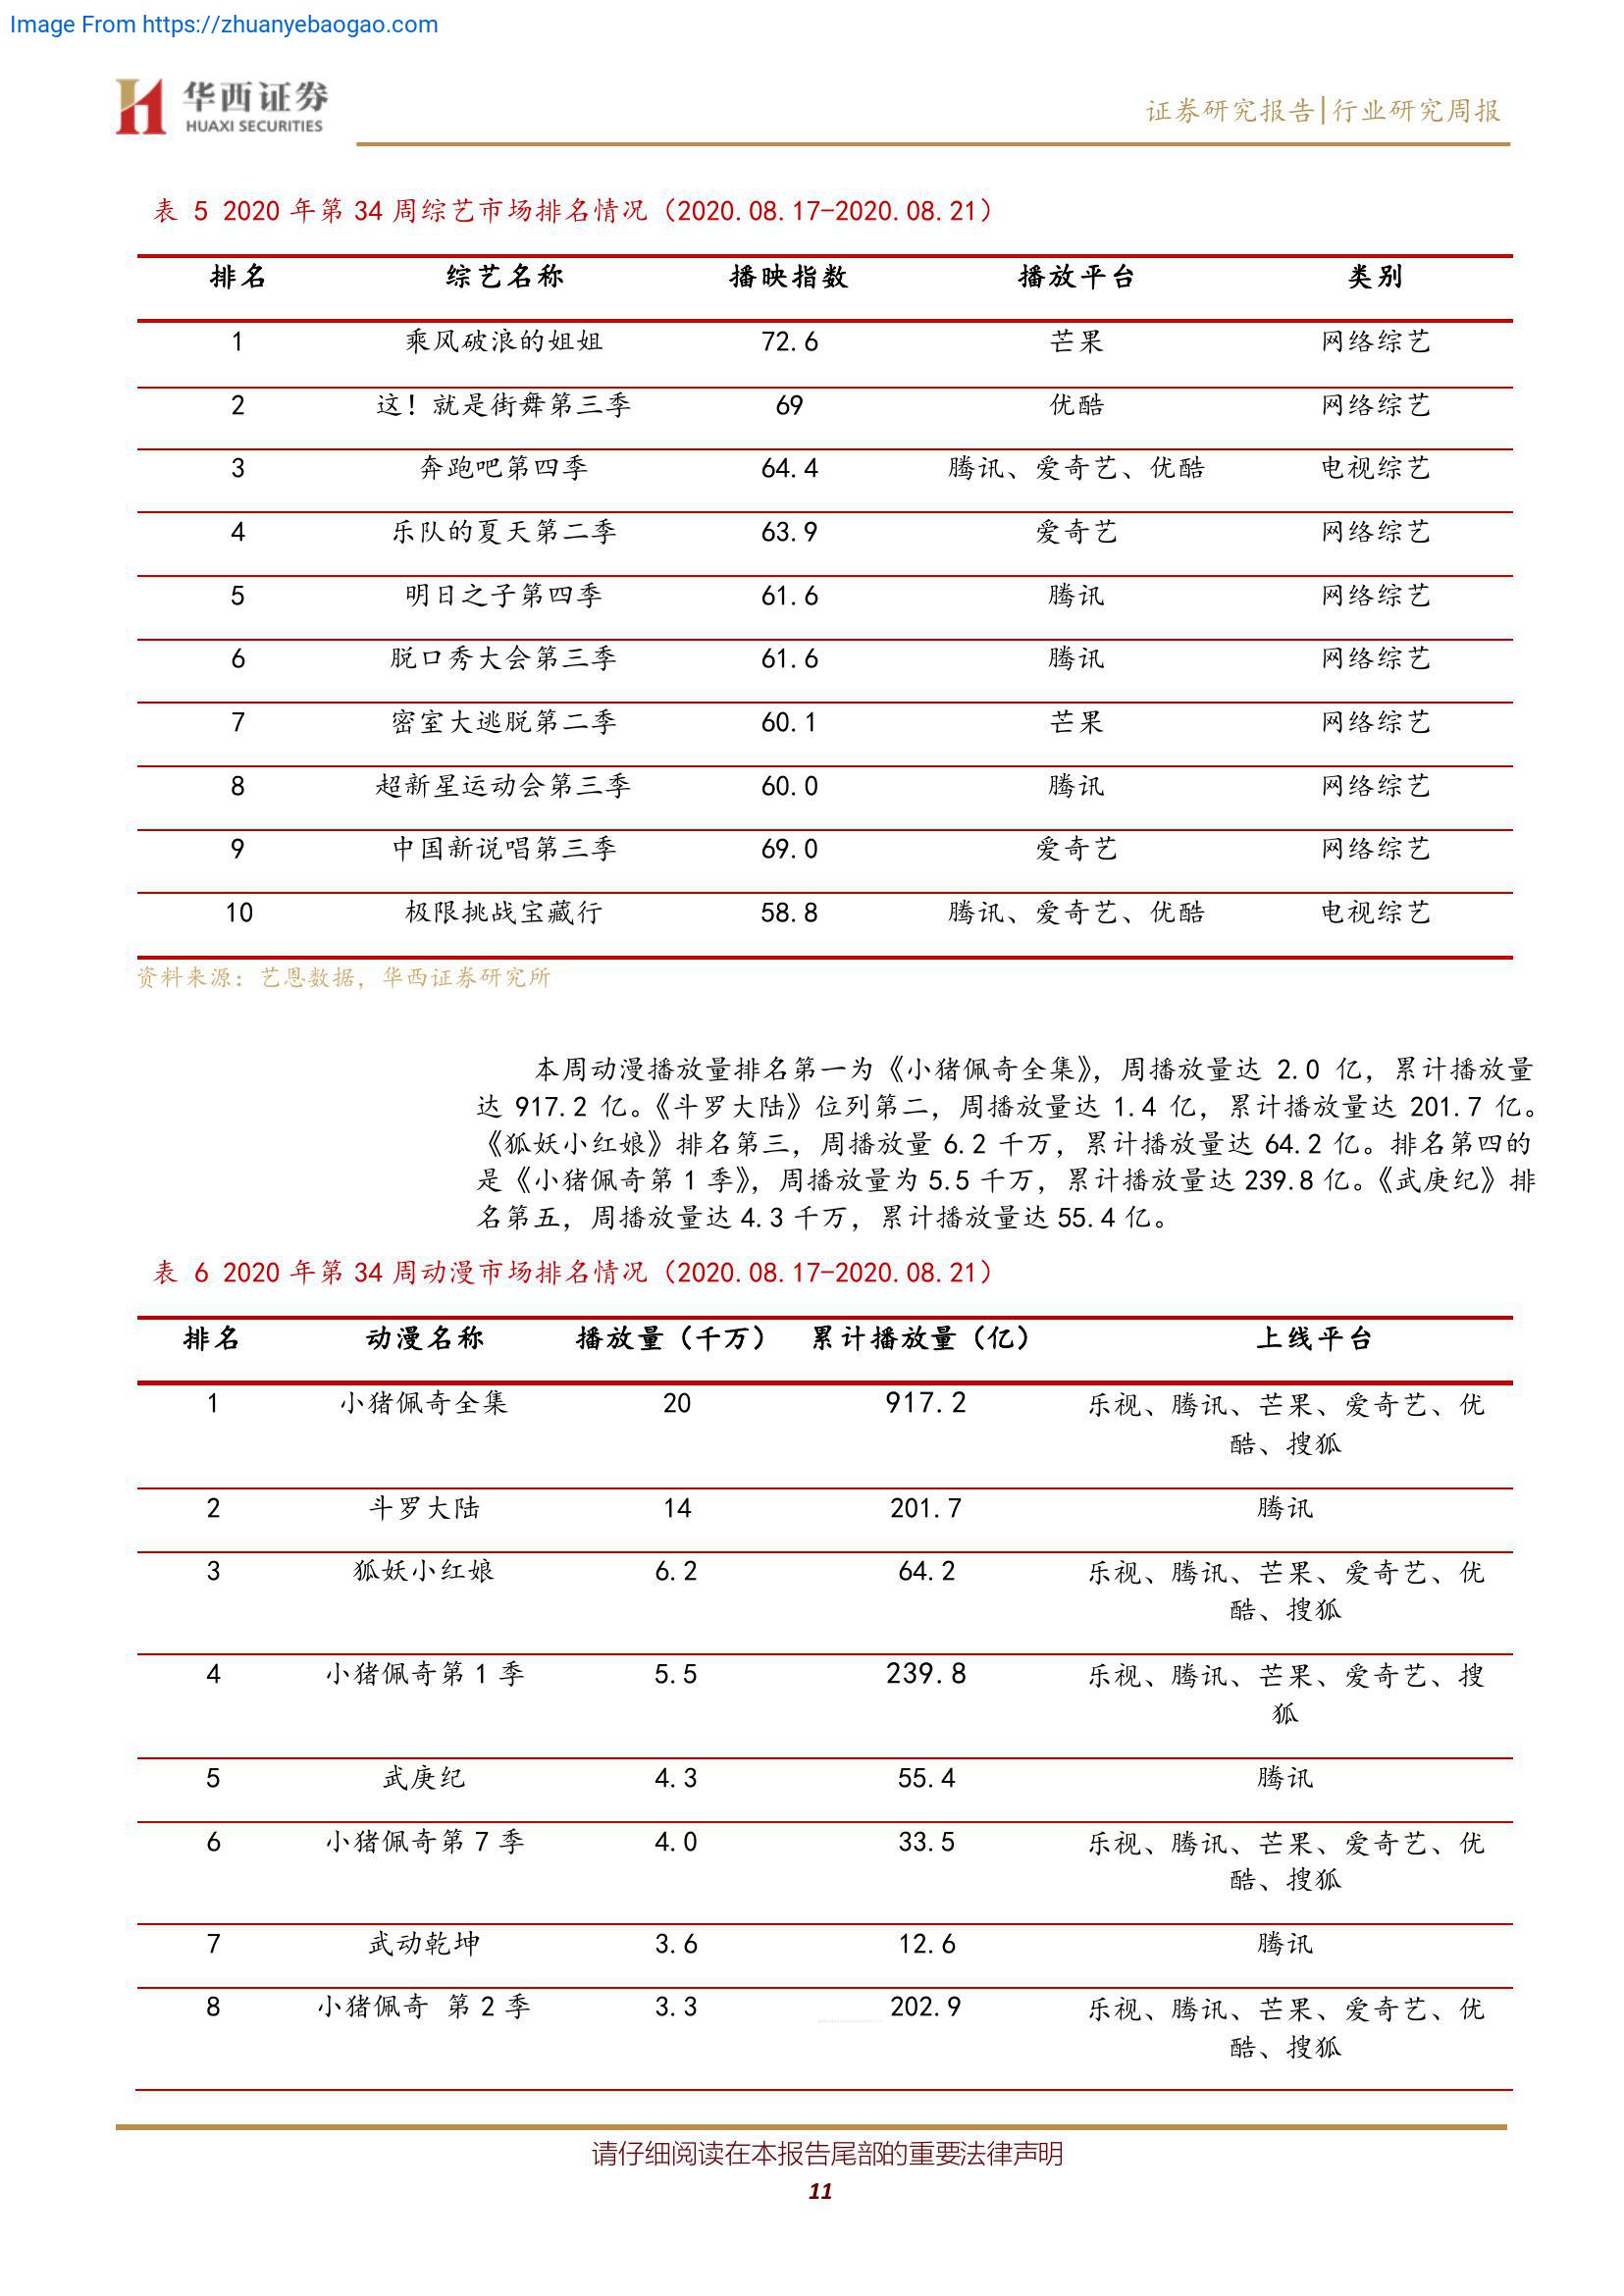 Image From https://zhuanyebaogao.com
华西证券
HUAXI SECURITIES
证券研究报告|行业研究周报
表 5 2020 年第 34 周综艺市场排名情况（2020.08.17-2020.08.21）
排名 综艺名称 播映指数 播放平台 类别
1 乘风破浪的姐姐 72.6 芒果 网络综艺
2 这！就是街舞第三季 69 优酷 网络综艺
3 奔跑吧第四季 64.4 腾讯、爱奇艺、优酷 电视综艺
4 乐队的夏天第二季 63.9 爱奇艺 网络综艺
5 明日之子第四季 61.6 腾讯 网络综艺
6 脱口秀大会第三季 61.6 腾讯 网络综艺
7 密室大逃脱第二季 60.1 芒果 网络综艺
8 超新星运动会第三季 60.0 腾讯 网络综艺
9 中国新说唱第三季 69.0 爱奇艺 网络综艺
10 极限挑战宝藏行 58.8 腾讯、爱奇艺、优酷 电视综艺
资料来源：艺恩数据，华西证券研究所
本周动漫播放量排名第一为《小猪佩奇全集》，周播放量达 2.0 亿，累计播放量
达 917.2 亿。《斗罗大陆》位列第二，周播放量达 1.4 亿，累计播放量达 201.7 亿。
《狐妖小红娘》排名第三，周播放量 6.2 千万，累计播放量达 64.2 亿。排名第四的
是《小猪佩奇第 1 季》，周播放量为 5.5 千万，累计播放量达 239.8 亿。《武庚纪》排
名第五，周播放量达 4.3 千万，累计播放量达 55.4 亿。
表 6 2020 年第 34 周动漫市场排名情况（2020.08.17-2020.08.21）
排名 动漫名称 播放量（千万） 累计播放量（亿） 上线平台
1 小猪佩奇全集 20 917.2 乐视、腾讯、芒果、爱奇艺、优
酷、搜狐
2 斗罗大陆 14 201.7 腾讯
3 狐妖小红娘 6.2 64.2 乐视、腾讯、芒果、爱奇艺、优
酷、搜狐
4 小猪佩奇第 1 季 5.5 239.8 乐视、腾讯、芒果、爱奇艺、搜
狐
5 武庚纪 4.3 55.4 腾讯
6 小猪佩奇第 7 季 4.0 33.5 乐视、腾讯、芒果、爱奇艺、优
酷、搜狐
7 武动乾坤 3.6 12.6 腾讯
8 小猪佩奇 第 2 季 3.3 202.9 乐视、腾讯、芒果、爱奇艺、优
酷、搜狐
请仔细阅读在本报告尾部的重要法律声明
11